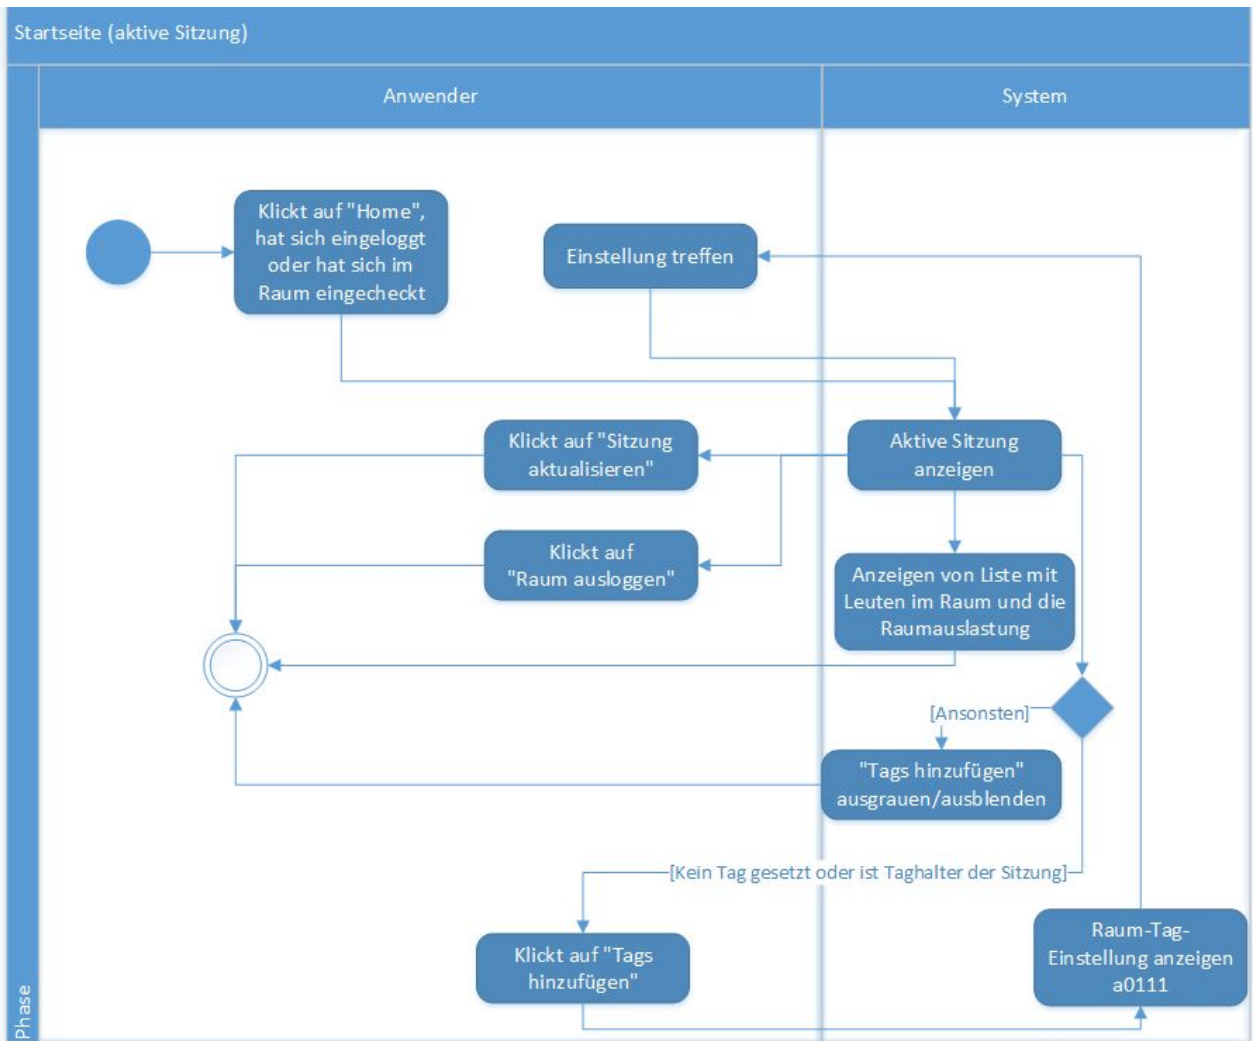 Startseite (aktive Sitzung)
Anwender
System
Klickt auf "Home",
hat sich eingeloggt
oder hat sich im
Raum eingecheckt
Einstellung treffen
Klickt auf "Sitzung
aktualisieren"
Aktive Sitzung
anzeigen
Klickt auf
"Raum ausloggen"
Anzeigen von Liste mit
Leuten im Raum und die
Raumauslastung
[Ansonsten]
"Tags hinzufügen"
ausgrauen/ausblenden
[Kein Tag gesetzt oder ist Taghalter der Sitzung]
Klickt auf "Tags
hinzufügen"
Raum-Tag-
Einstellung anzeigen
a0111
Phase